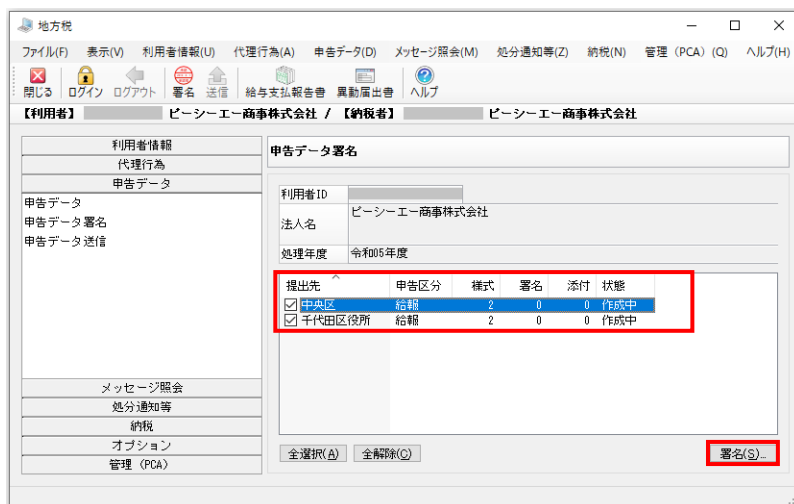 地方税
ファイル(F) 表示(V) 利用者情報(U) 代理行為(A) 申告データ(D) メッセージ照会(M) 処分通知等(Z) 納税(N) 管理（PCA）(Q) ヘルプ(H)
閉じる ログイン ログアウト 署名 送信 給与支払報告書 異動届出書 ヘルプ
【利用者】 ピーシーエー商事株式会社 / 【納税者】 ピーシーエー商事株式会社
利用者情報
代理行為
申告データ
申告データ
申告データ署名
申告データ送信
メッセージ照会
処分通知等
納税
オプション
管理（PCA）
申告データ署名
利用者ID
法人名 ピーシーエー商事株式会社
処理年度 令和05年度
提出先 申告区分 様式 署名 添付 状態
中央区 給報 2 0 0 作成中
千代田区役所 給報 2 0 0 作成中
全選択(A) 全解除(C) 署名(S)...